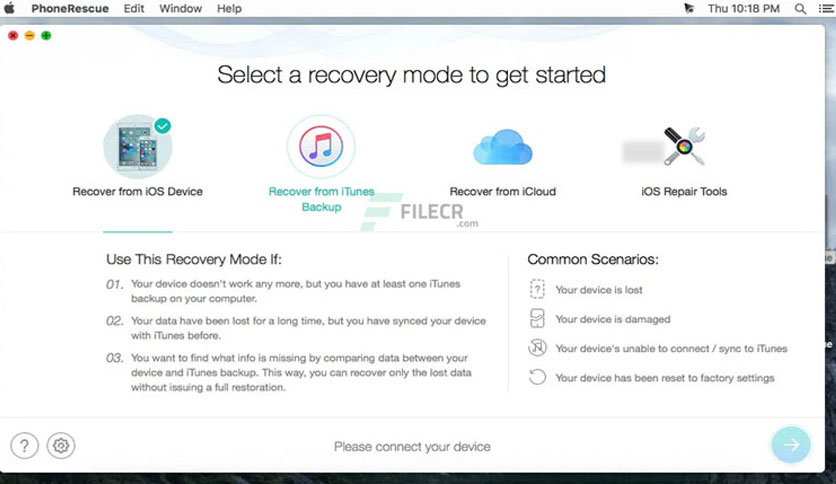 PhoneRescue Edit Window Help Thu 10:18 PM
Select a recovery mode to get started
Recover from iOS Device
Recover from iTunes
Backup
Recover from iCloud
iOS Repair Tools
FILECR
.com
Use This Recovery Mode If:
01. Your device doesn't work any more, but you have at least one iTunes
backup on your computer.
02. Your data have been lost for a long time, but you have synced your device
with iTunes before.
03. You want to find what info is missing by comparing data between your
device and iTunes backup. This way, you can recover only the lost data
without issuing a full restoration.
Common Scenarios:
Your device is lost
Your device is damaged
Your device's unable to connect / sync to iTunes
Your device has been reset to factory settings
Please connect your device